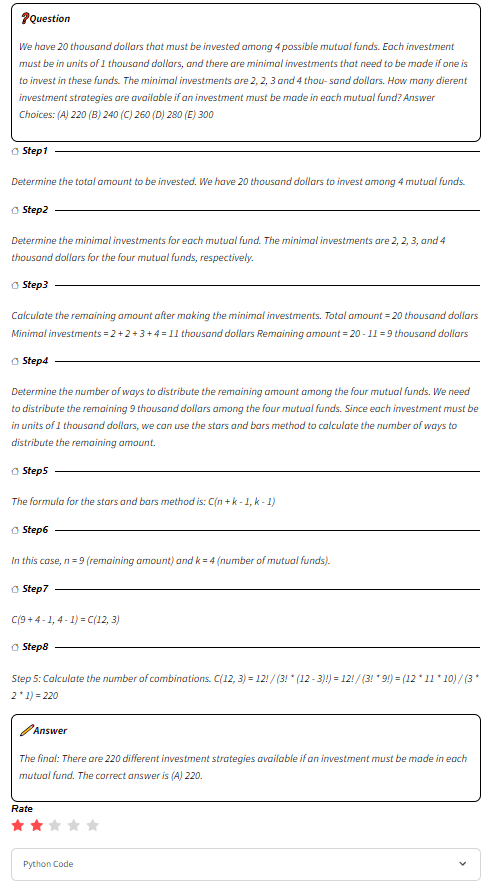 Question
We have 20 thousand dollars that must be invested among 4 possible mutual funds. Each investment
must be in units of 1 thousand dollars, and there are minimal investments that need to be made if one is
to invest in these funds. The minimal investments are 2, 2, 3 and 4 thou- sand dollars. How many dierent
investment strategies are available if an investment must be made in each mutual fund? Answer
Choices: (A) 220 (B) 240 (C) 260 (D) 280 (E) 300
Step1
Determine the total amount to be invested. We have 20 thousand dollars to invest among 4 mutual funds.
Step2
Determine the minimal investments for each mutual fund. The minimal investments are 2, 2, 3, and 4
thousand dollars for the four mutual funds, respectively.
Step3
Calculate the remaining amount after making the minimal investments. Total amount = 20 thousand dollars
Minimal investments = 2 + 2 + 3 + 4 = 11 thousand dollars Remaining amount = 20 - 11 = 9 thousand dollars
Step4
Determine the number of ways to distribute the remaining amount among the four mutual funds. We need
to distribute the remaining 9 thousand dollars among the four mutual funds. Since each investment must be
in units of 1 thousand dollars, we can use the stars and bars method to calculate the number of ways to
distribute the remaining amount.
Step5
The formula for the stars and bars method is: C(n + k - 1, k - 1)
Step6
In this case, n = 9 (remaining amount) and k = 4 (number of mutual funds).
Step7
C(9 + 4 - 1, 4 - 1) = C(12, 3)
Step8
Step 5: Calculate the number of combinations. C(12, 3) = 12! / (3! * (12 - 3)!) = 12! / (3! * 9!) = (12 * 11 * 10) / (3 *
2 * 1) = 220
Answer
The final: There are 220 different investment strategies available if an investment must be made in each
mutual fund. The correct answer is (A) 220.
Rate
Python Code